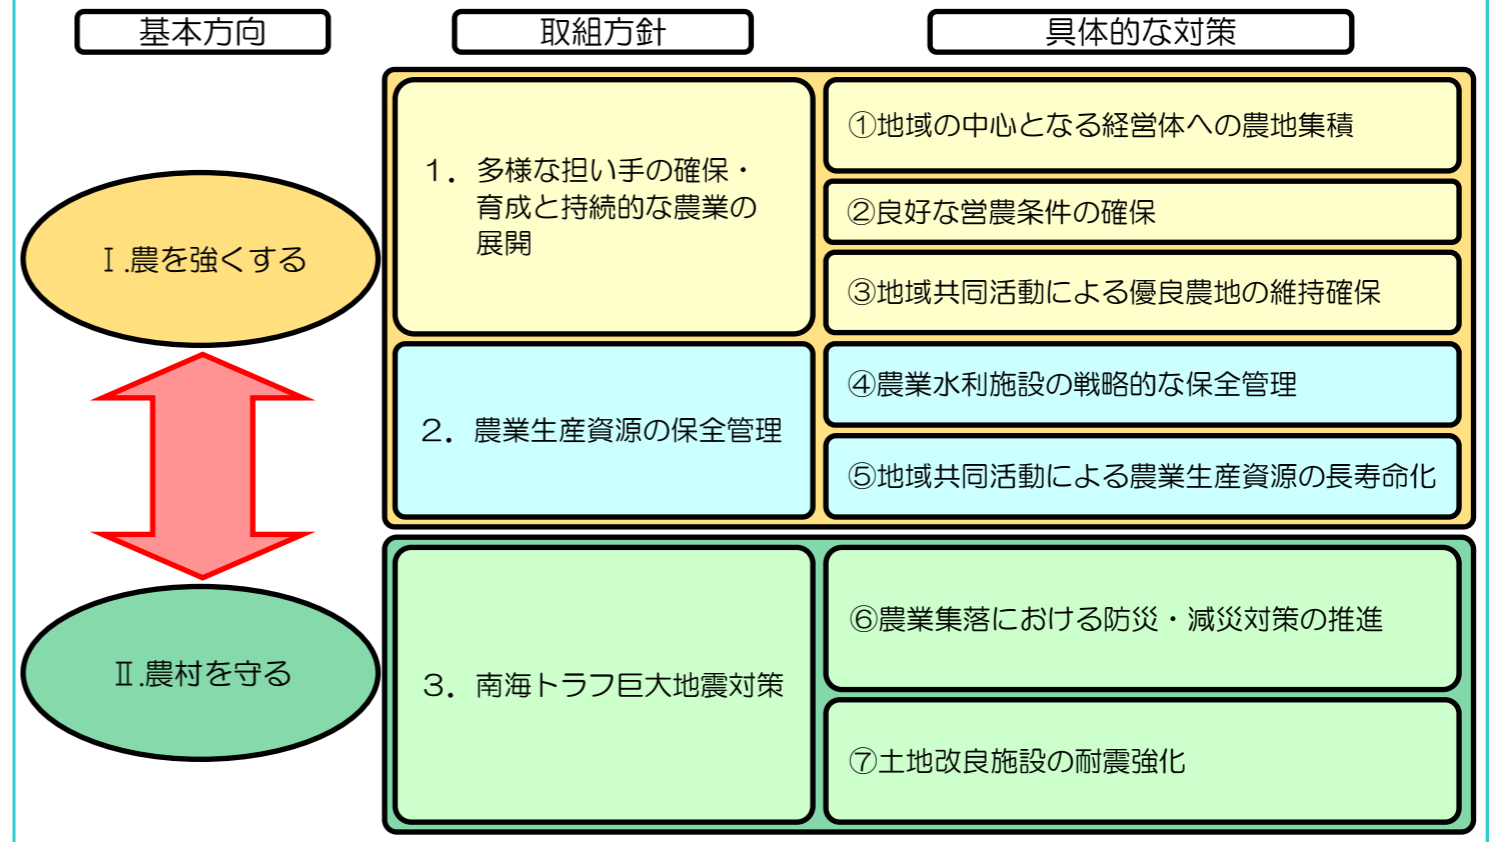 基本方向
取組方針
具体的な対策
Ⅰ.農を強くする
１．多様な担い手の確保・
育成と持続的な農業の
展開
①地域の中心となる経営体への農地集積
②良好な営農条件の確保
③地域共同活動による優良農地の維持確保
２．農業生産資源の保全管理
④農業水利施設の戦略的な保全管理
⑤地域共同活動による農業生産資源の長寿命化
Ⅱ.農村を守る
３．南海トラフ巨大地震対策
⑥農業集落における防災・減災対策の推進
⑦土地改良施設の耐震強化